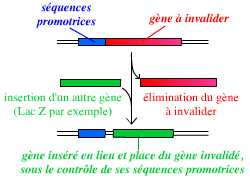 séquences
promotrices
gène à invalider
insertion d'un autre gène
(Lac Z par exemple)
élimination du gène
à invalider
gène inséré en lieu et place du gène invalidé,
sous le contrôle de ses séquences promotrices